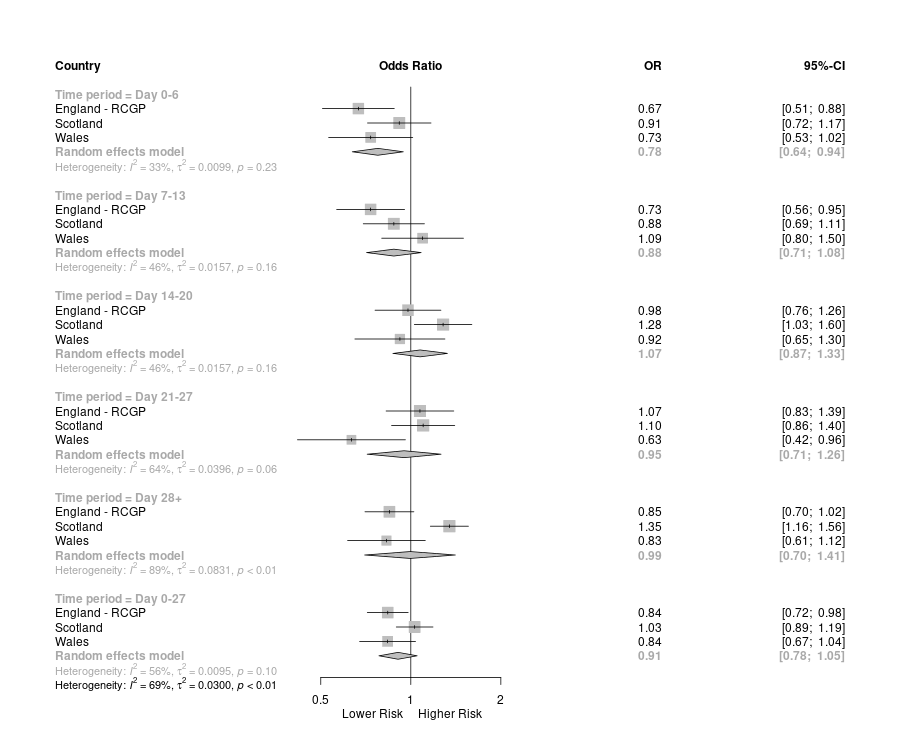 Country Odds Ratio OR 95%-CI
Time period = Day 0-6
England - RCGP 0.67 [0.51; 0.88]
Scotland 0.91 [0.72; 1.17]
Wales 0.73 [0.53; 1.02]
Random effects model 0.78 [0.64; 0.94]
Heterogeneity: I² = 33%, τ² = 0.0099, p = 0.23
Time period = Day 7-13
England - RCGP 0.73 [0.56; 0.95]
Scotland 0.88 [0.69; 1.11]
Wales 1.09 [0.80; 1.50]
Random effects model 0.88 [0.71; 1.08]
Heterogeneity: I² = 46%, τ² = 0.0157, p = 0.16
Time period = Day 14-20
England - RCGP 0.98 [0.76; 1.26]
Scotland 1.28 [1.03; 1.60]
Wales 0.92 [0.65; 1.30]
Random effects model 1.07 [0.87; 1.33]
Heterogeneity: I² = 46%, τ² = 0.0157, p = 0.16
Time period = Day 21-27
England - RCGP 1.07 [0.83; 1.39]
Scotland 1.10 [0.86; 1.40]
Wales 0.63 [0.42; 0.96]
Random effects model 0.95 [0.71; 1.26]
Heterogeneity: I² = 64%, τ² = 0.0396, p = 0.06
Time period = Day 28+
England - RCGP 0.85 [0.70; 1.02]
Scotland 1.35 [1.16; 1.56]
Wales 0.83 [0.61; 1.12]
Random effects model 0.99 [0.70; 1.41]
Heterogeneity: I² = 89%, τ² = 0.0831, p < 0.01
Time period = Day 0-27
England - RCGP 0.84 [0.72; 0.98]
Scotland 1.03 [0.89; 1.19]
Wales 0.84 [0.67; 1.04]
Random effects model 0.91 [0.78; 1.05]
Heterogeneity: I² = 56%, τ² = 0.0095, p = 0.10
Heterogeneity: I² = 69%, τ² = 0.0300, p < 0.01
0.5 1 2
Lower Risk Higher Risk